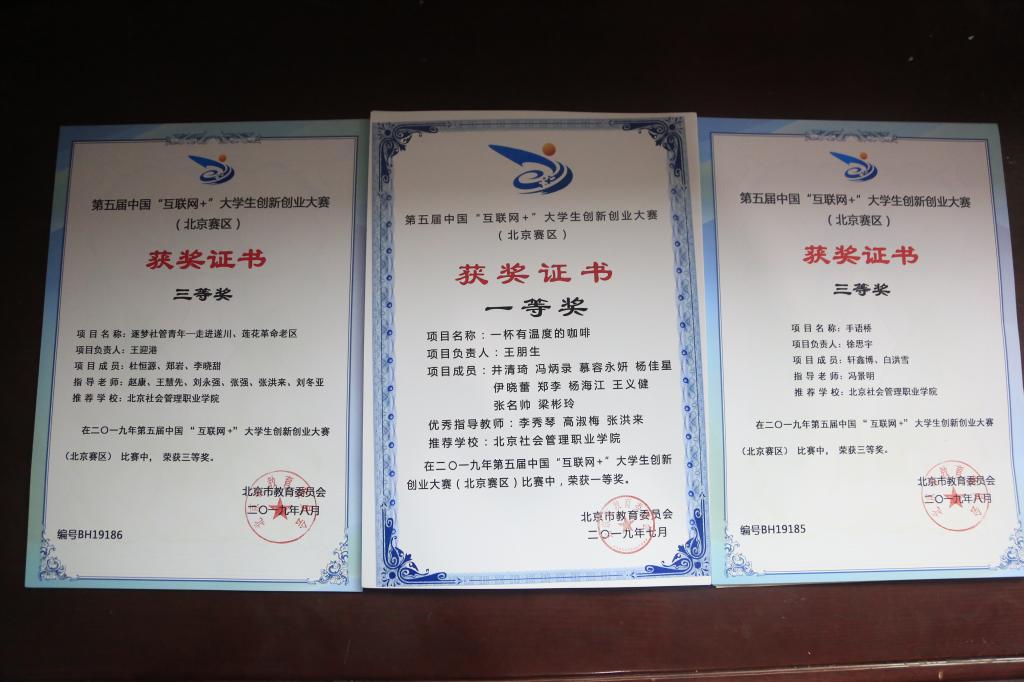 第五届中国“互联网+”大学生创新创业大赛
（北京赛区）
获奖证书
三等奖
项目名称：逐梦社管青年—走进遂川、莲花革命老区
项目负责人：王迎港
项目成员：杜恒源、郑岩、李晓甜
指导老师：赵康、王慧先、刘永强、张强、张洪来、刘冬亚
推荐学校：北京社会管理职业学院
在二〇一九年第五届中国“互联网+”大学生创新创业大赛
（北京赛区）比赛中，荣获三等奖。
北京市教育委员会
二〇一九年八月
编号BH19186
第五届中国“互联网+”大学生创新创业大赛
（北京赛区）
获奖证书
一等奖
项目名称：一杯有温度的咖啡
项目负责人：王朋生
项目成员：井清琦 冯炳录 慕容永妍 杨佳星
伊晓蕾 郑李 杨海江 王义健
张名帅 梁彬玲
优秀指导教师：李秀琴 高淑梅 张洪来
推荐学校：北京社会管理职业学院
在二〇一九年第五届中国“互联网+”大学生创新
创业大赛（北京赛区）比赛中，荣获一等奖。
北京市教育委员会
二〇一九年七月
第五届中国“互联网+”大学生创新创业大赛
（北京赛区）
获奖证书
三等奖
项目名称：手语桥
项目负责人：徐思宇
项目成员：轩鑫博、白洪雪
指导老师：冯景明
推荐学校：北京社会管理职业学院
在二〇一九年第五届中国“互联网+”大学生创新创业大赛
（北京赛区）比赛中，荣获三等奖。
北京市教育委员会
二〇一九年八月
编号BH19185